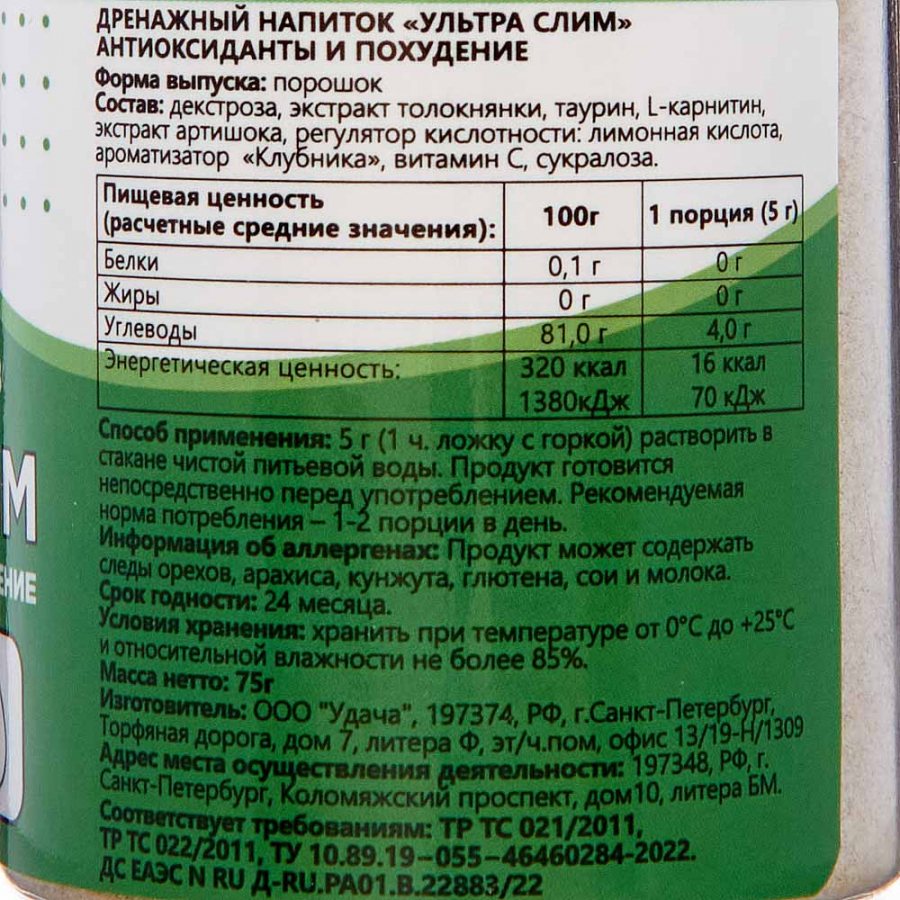 ДРЕНАЖНЫЙ НАПИТОК «УЛЬТРА СЛИМ»
АНТИОКСИДАНТЫ И ПОХУДЕНИЕ
Форма выпуска: порошок
Состав: декстроза, экстракт толокнянки, таурин, L-карнитин,
экстракт артишока, регулятор кислотности: лимонная кислота,
ароматизатор «Клубника», витамин С, сукралоза.
Пищевая ценность (расчетные средние значения): 100г 1 порция (5 г)
Белки 0,1 г 0 г
Жиры 0 г 0 г
Углеводы 81,0 г 4,0 г
Энергетическая ценность: 320 ккал 16 ккал
1380кДж 70 кДж
Способ применения: 5 г (1 ч. ложку с горкой) растворить в
стакане чистой питьевой воды. Продукт готовится
непосредственно перед употреблением. Рекомендуемая
норма потребления – 1-2 порции в день.
Информация об аллергенах: Продукт может содержать
следы орехов, арахиса, кунжута, глютена, сои и молока.
Срок годности: 24 месяца.
Условия хранения: хранить при температуре от 0°С до +25°С
и относительной влажности не более 85%.
Масса нетто: 75г
Изготовитель: ООО "Удача", 197374, РФ, г.Санкт-Петербург,
Торфяная дорога, дом 7, литера Ф, эт/ч.пом, офис 13/19-Н/1309
Адрес места осуществления деятельности: 197348, РФ, г.
Санкт-Петербург, Коломяжский проспект, дом10, литера БМ.
Соответствует требованиям: ТР ТС 021/2011,
ТР ТС 022/2011, ТУ 10.89.19–055–46460284-2022.
ДС ЕАЭС N RU Д-RU.РА01.В.22883/22
М
ЕНИЕ